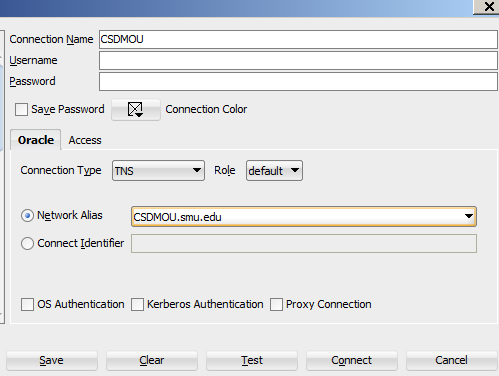 Connection Name CSDMOU
Username
Password
Save Password Connection Color
Oracle Access
Connection Type TNS Role default
Network Alias CSDMOU.smu.edu
Connect Identifier
OS Authentication Kerberos Authentication Proxy Connection
Save Clear Test Connect Cancel